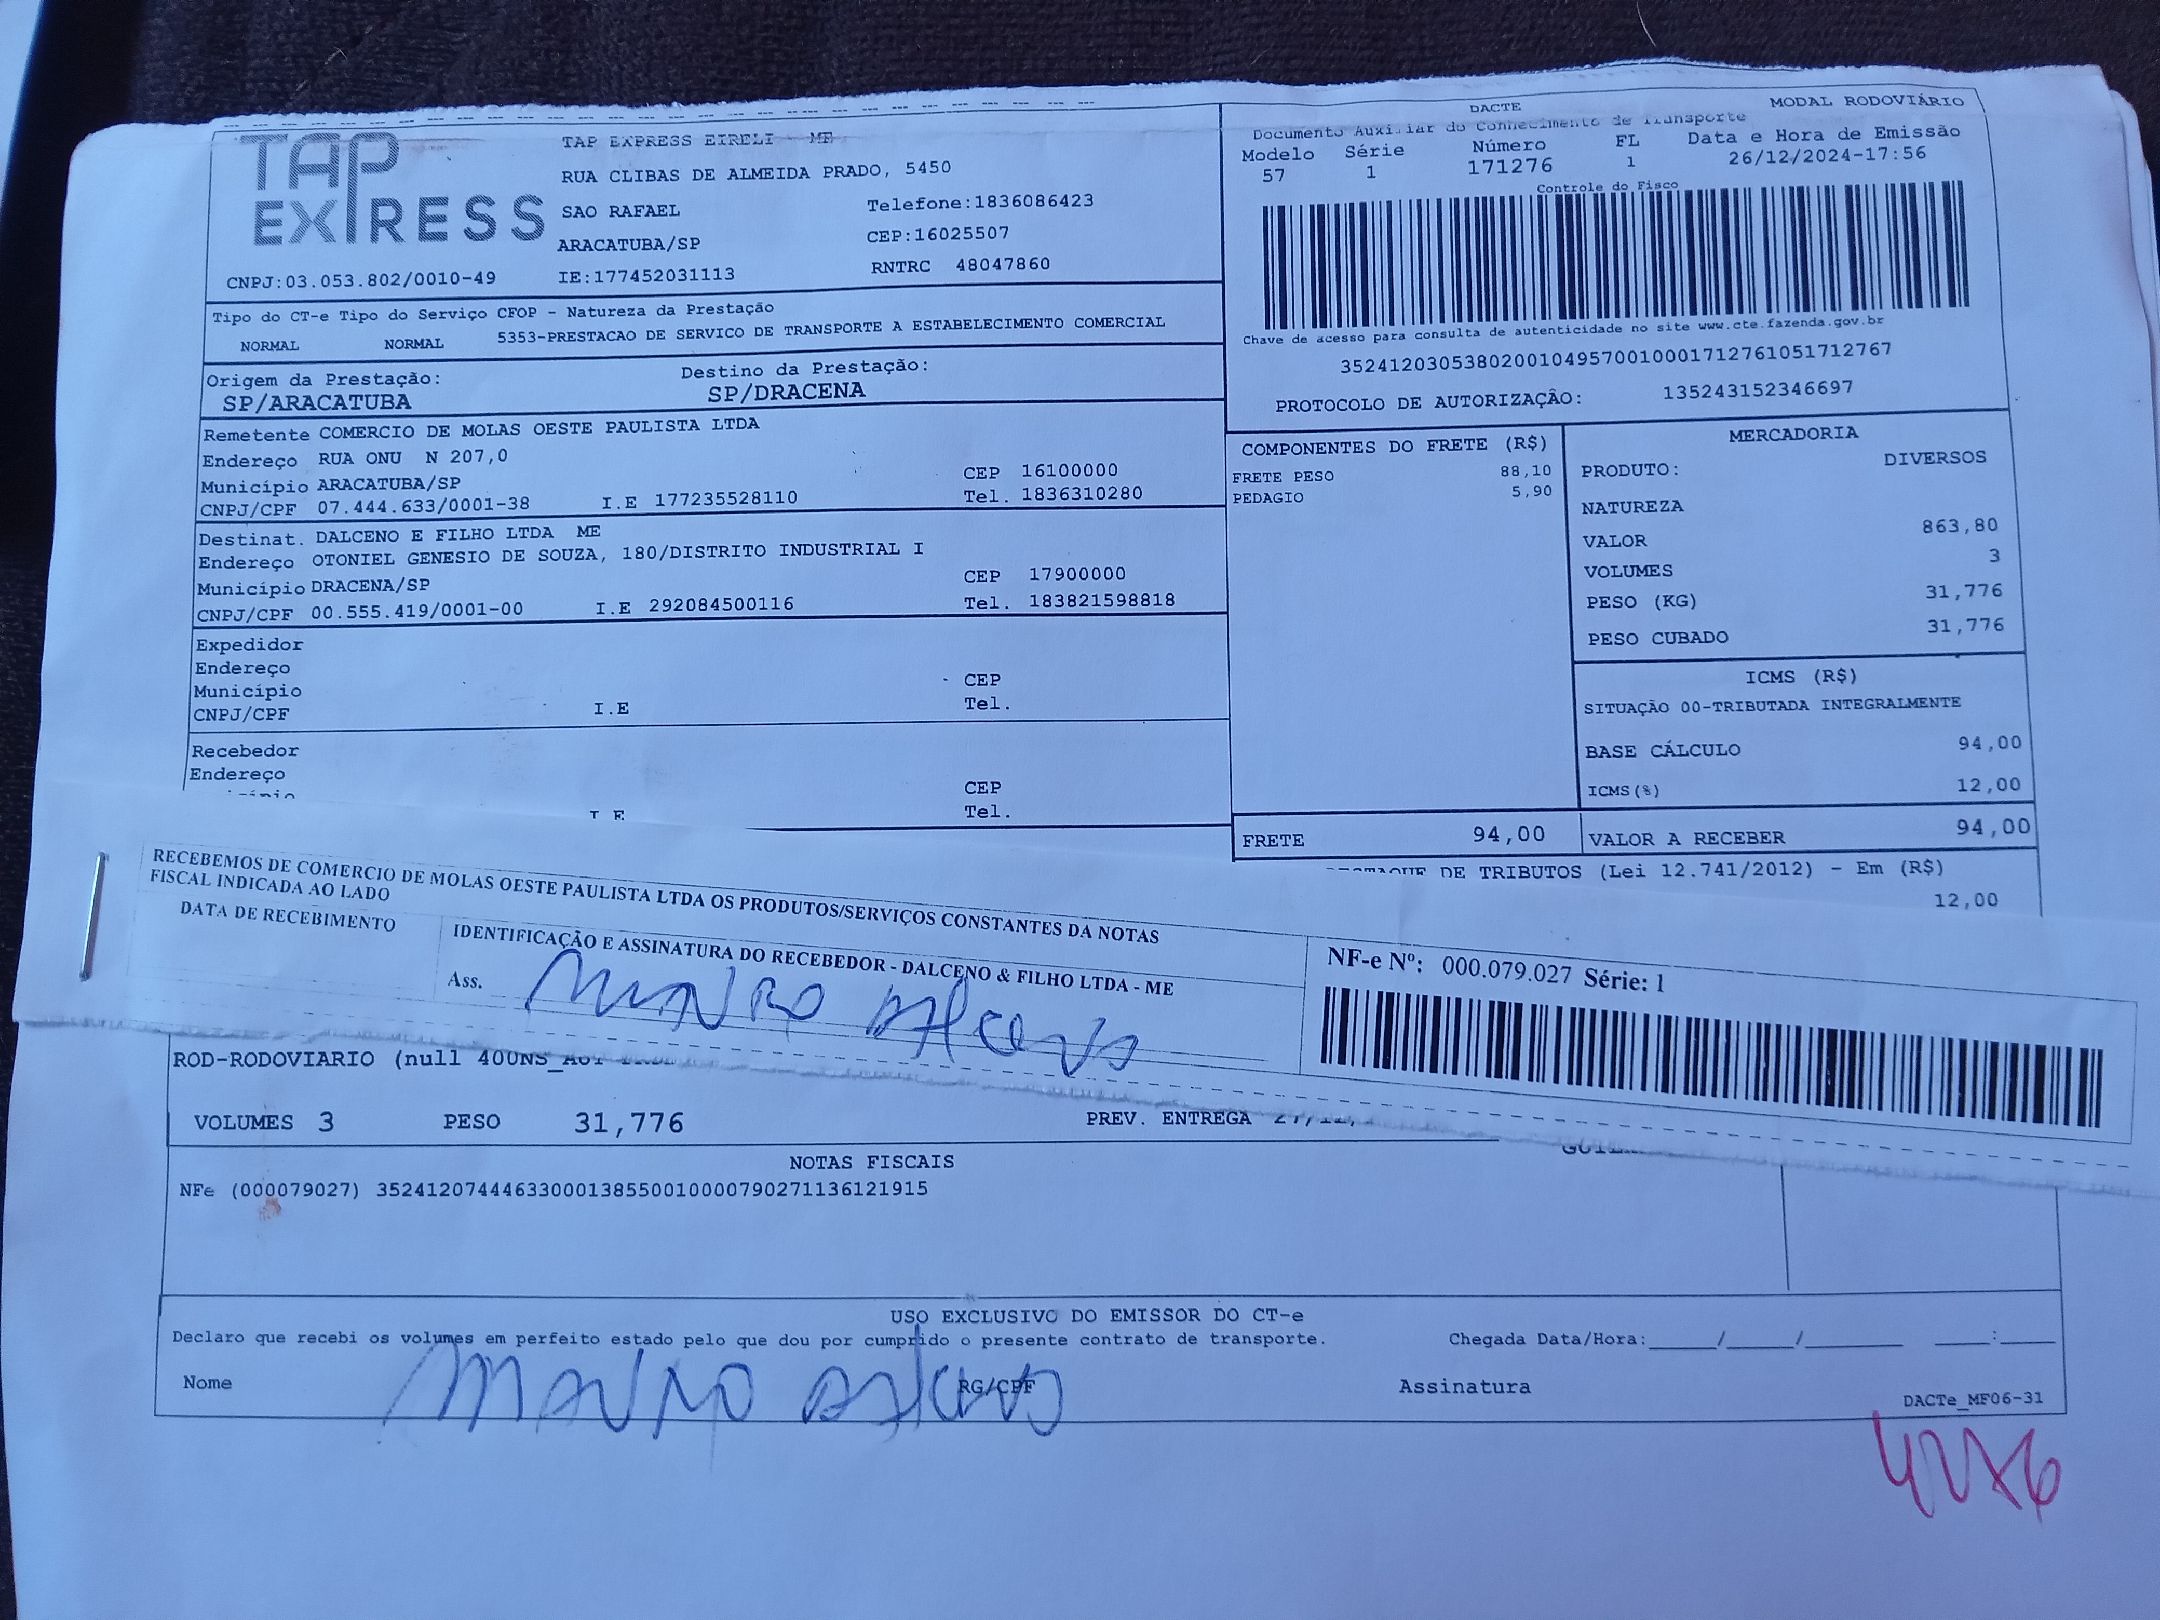 TAP EXPRESS
TAP EXPRESS EIRELI - ME
RUA CLIBAS DE ALMEIDA PRADO, 5450
SAO RAFAEL Telefone:1836086423
ARACATUBA/SP CEP:16025507
CNPJ:03.053.802/0010-49 IE:177452031113 RNTRC 48047860
DACTE MODAL RODOVIÁRIO
Documento Auxiliar do Conhecimento de Transporte
Modelo Série Número FL Data e Hora de Emissão
57 1 171276 1 26/12/2024-17:56
Controle do Fisco
Chave de acesso para consulta de autenticidade no site www.cte.fazenda.gov.br
35241203053802001049570010001712761051712767
PROTOCOLO DE AUTORIZAÇÃO: 135243152346697
Tipo do CT-e Tipo do Serviço CFOP - Natureza da Prestação
NORMAL NORMAL 5353-PRESTACAO DE SERVICO DE TRANSPORTE A ESTABELECIMENTO COMERCIAL
Origem da Prestação: Destino da Prestação:
SP/ARACATUBA SP/DRACENA
Remetente COMERCIO DE MOLAS OESTE PAULISTA LTDA
Endereço RUA ONU N 207,0
Município ARACATUBA/SP CEP 16100000
CNPJ/CPF 07.444.633/0001-38 I.E 177235528110 Tel. 1836310280
Destinat. DALCENO E FILHO LTDA ME
Endereço OTONIEL GENESIO DE SOUZA, 180/DISTRITO INDUSTRIAL I
Município DRACENA/SP CEP 17900000
CNPJ/CPF 00.555.419/0001-00 I.E 292084500116 Tel. 183821598818
Expedidor
Endereço
Município CEP
CNPJ/CPF I.E Tel.
Recebedor
Endereço
CEP
I.E Tel.
COMPONENTES DO FRETE (R$)
FRETE PESO 88,10
PEDAGIO 5,90
MERCADORIA
PRODUTO: DIVERSOS
NATUREZA
VALOR 863,80
VOLUMES 3
PESO (KG) 31,776
PESO CUBADO 31,776
ICMS (R$)
SITUAÇÃO 00-TRIBUTADA INTEGRALMENTE
BASE CÁLCULO 94,00
ICMS(%) 12,00
FRETE 94,00 VALOR A RECEBER 94,00
DE TRIBUTOS (Lei 12.741/2012) - Em (R$)
12,00
RECEBEMOS DE COMERCIO DE MOLAS OESTE PAULISTA LTDA OS PRODUTOS/SERVIÇOS CONSTANTES DA NOTAS
FISCAL INDICADA AO LADO
DATA DE RECEBIMENTO
IDENTIFICAÇÃO E ASSINATURA DO RECEBEDOR - DALCENO & FILHO LTDA - ME
Ass. MAURO DALCENO
NF-e Nº: 000.079.027 Série: 1
ROD-RODOVIARIO (null
VOLUMES 3 PESO 31,776 PREV. ENTREGA
NOTAS FISCAIS
NFe (000079027) 35241207444633000138550010000790271136121915
USO EXCLUSIVO DO EMISSOR DO CT-e
Declaro que recebi os volumes em perfeito estado pelo que dou por cumprido o presente contrato de transporte. Chegada Data/Hora:_____/_____/_______ _____:_____
Nome MAURO DALCENO RG/CPF Assinatura
DACTe_MF06-31